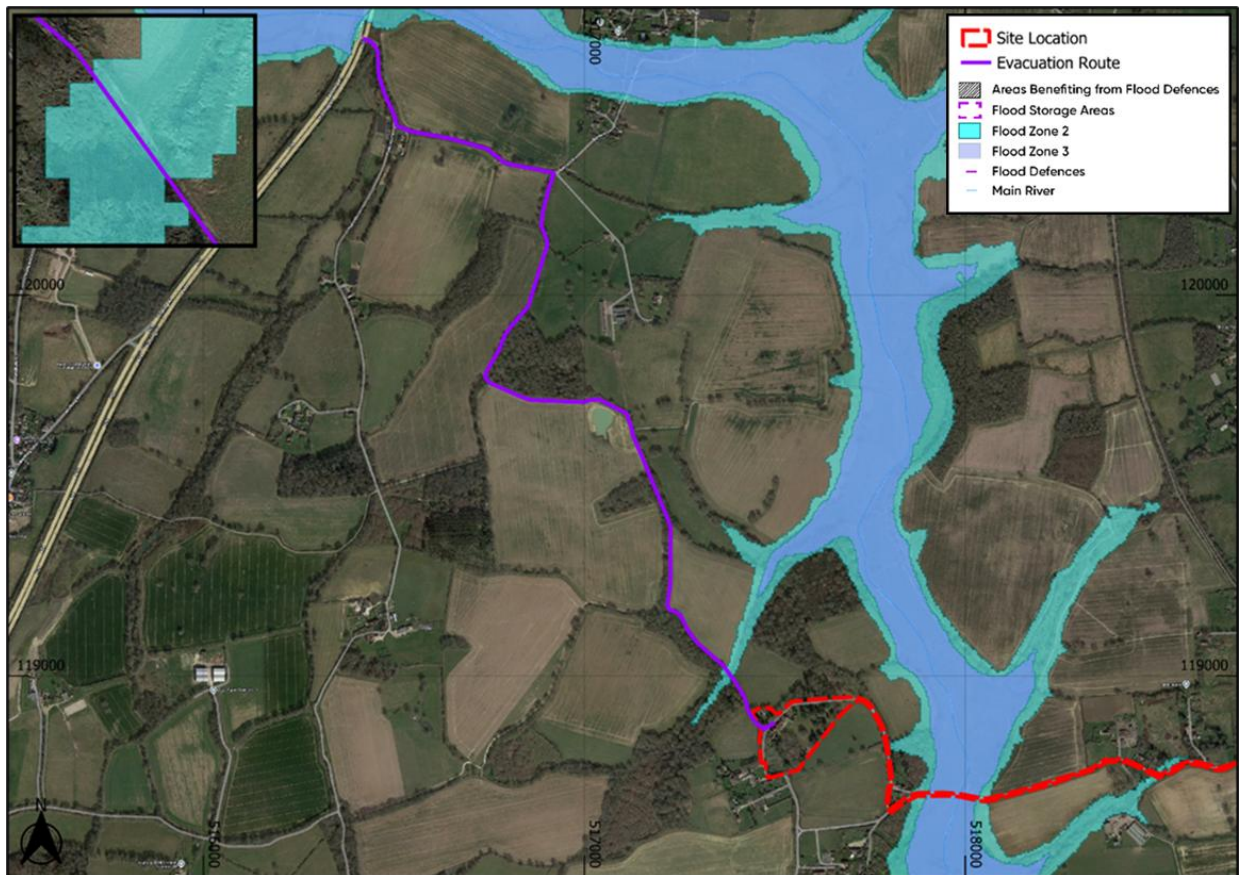 Site Location
Evacuation Route
Areas Benefiting from Flood Defences
Flood Storage Areas
Flood Zone 2
Flood Zone 3
Flood Defences
Main River
517000
120000
120000
119000
119000
N
517000
518000